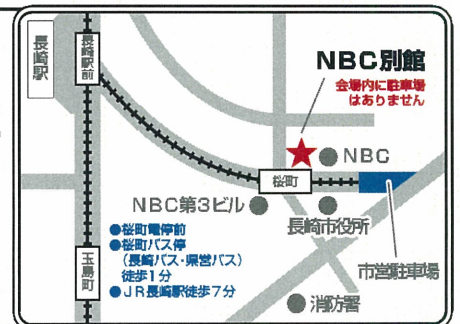 長崎駅
長崎駅前
NBC別館
会場内に駐車場
はありません
NBC
桜町
NBC第3ビル
長崎市役所
●桜町電停前
●桜町バス停
（長崎バス・県営バス）
徒歩1分
●JR長崎駅徒歩7分
市営駐車場
玉島町
消防署